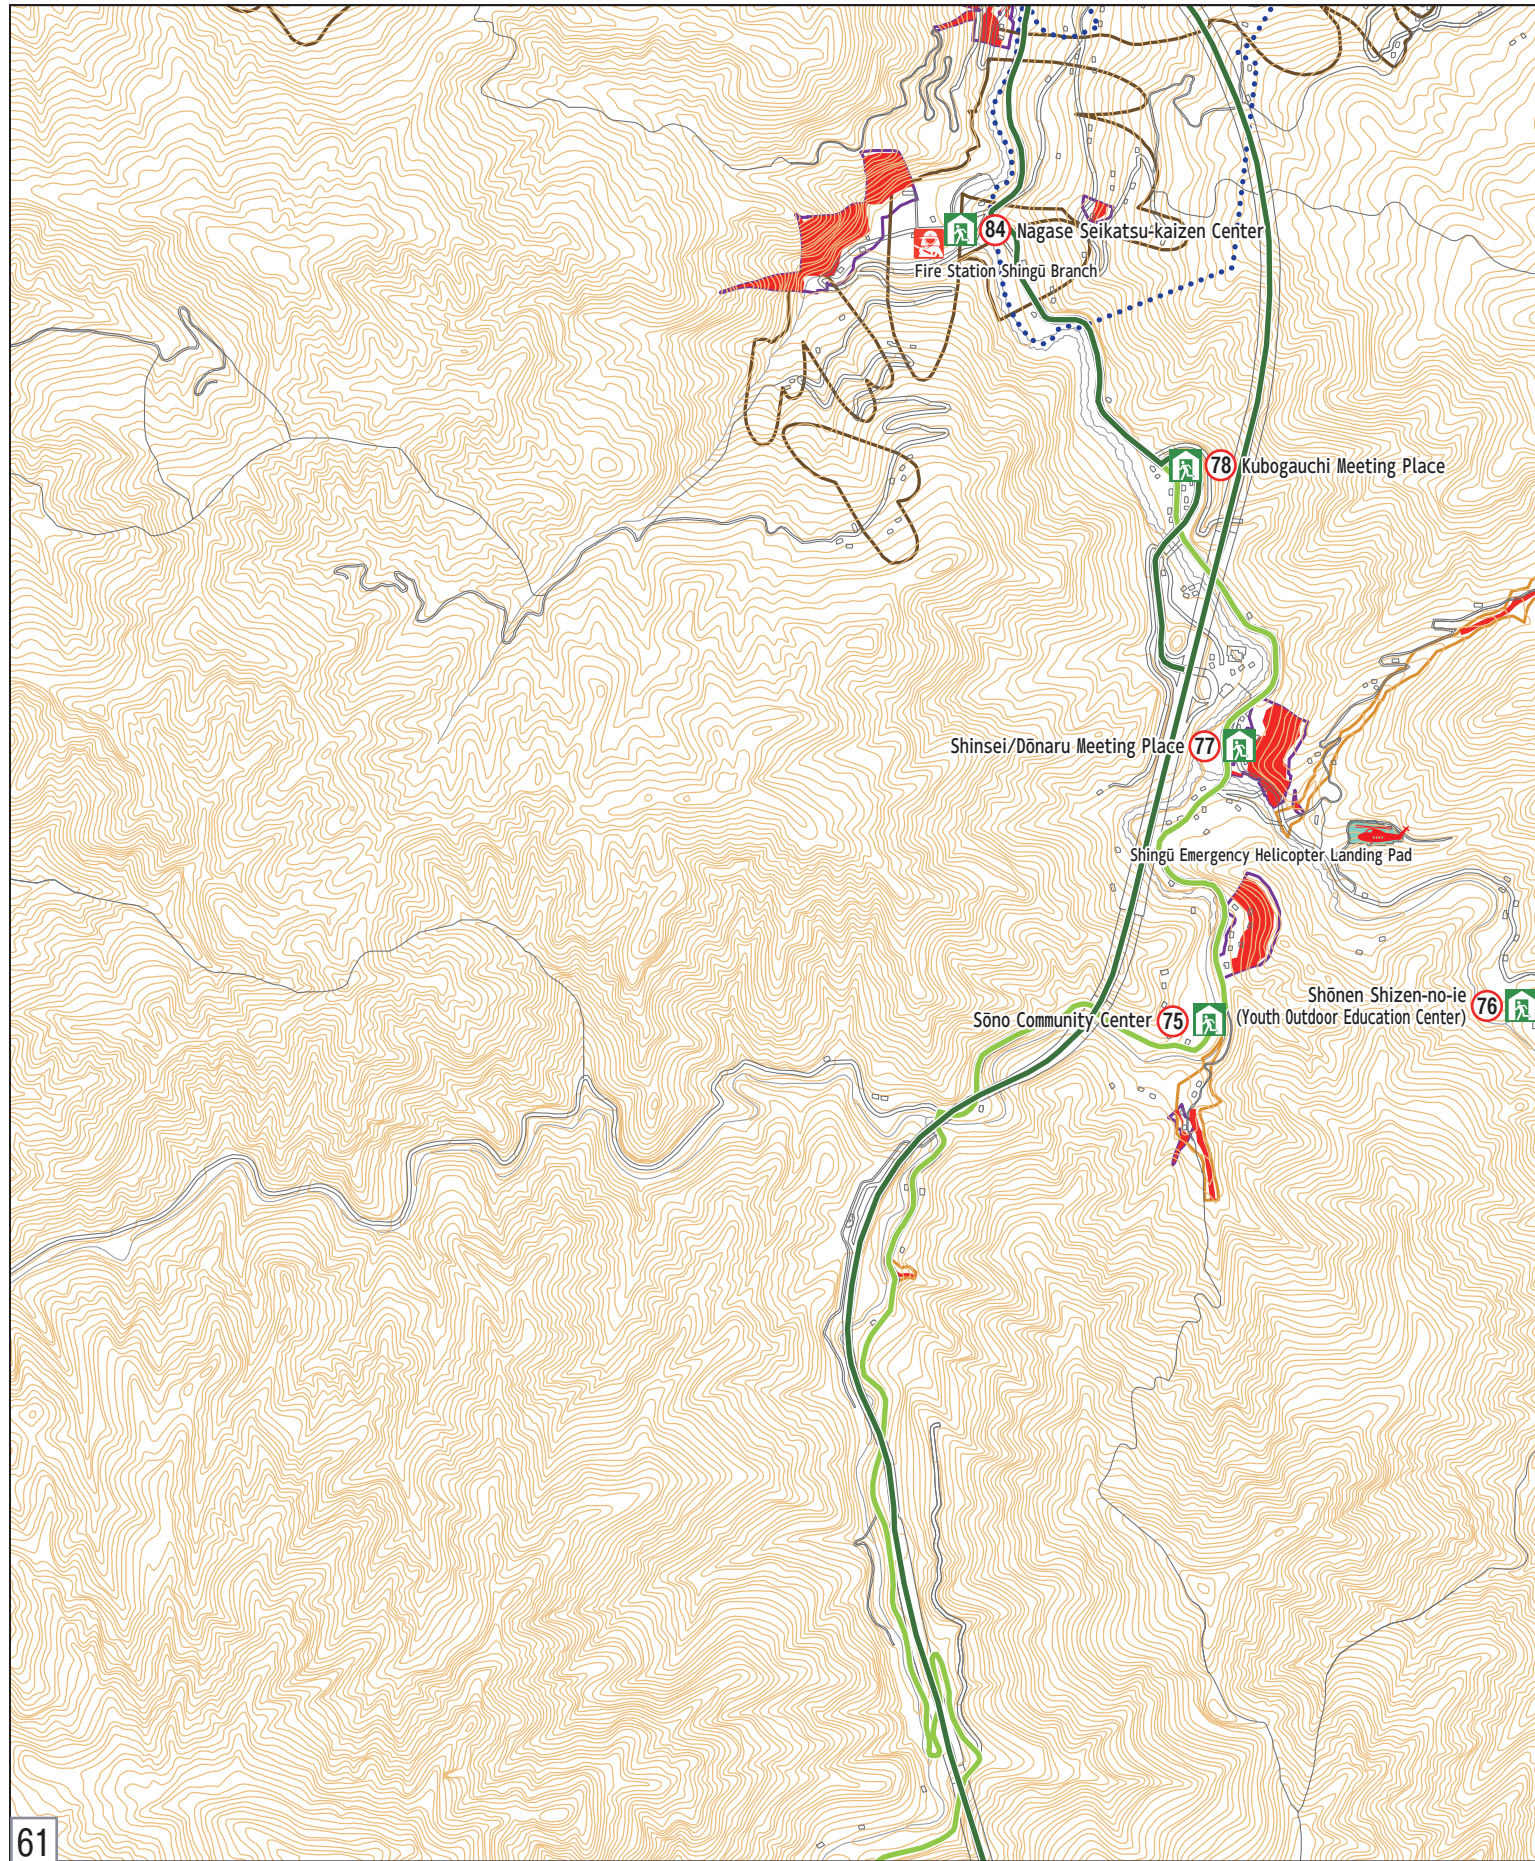 84 Nagase Seikatsu-kaizen Center
Fire Station Shingū Branch
78 Kubogauchi Meeting Place
Shinsei/Dōnaru Meeting Place 77
Shingū Emergency Helicopter Landing Pad
Shōnen Shizen-no-ie
(Youth Outdoor Education Center) 76
Sōno Community Center 75
61